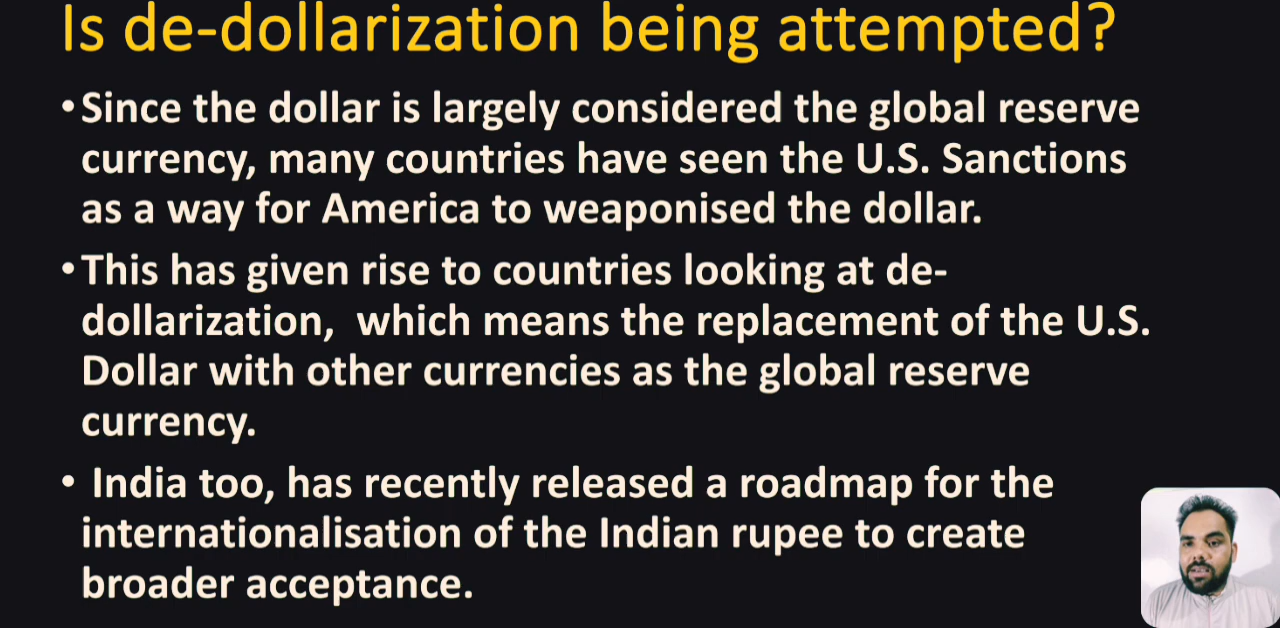 Is de-dollarization being attempted?
•Since the dollar is largely considered the global reserve
currency, many countries have seen the U.S. Sanctions
as a way for America to weaponised the dollar.
•This has given rise to countries looking at de-
dollarization,  which means the replacement of the U.S.
Dollar with other currencies as the global reserve
currency.
• India too, has recently released a roadmap for the
internationalisation of the Indian rupee to create
broader acceptance.